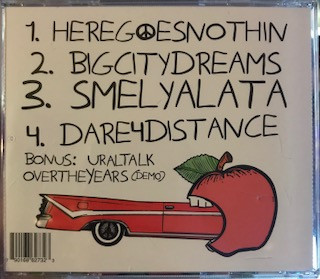 1. HEREG☮ESNOTHIN
2. BIGCITYDREAMS
3. SMELYALATA
4. DARE4DISTANCE
BONUS: URALTALK
OVERTHEYEARS (DEMO)